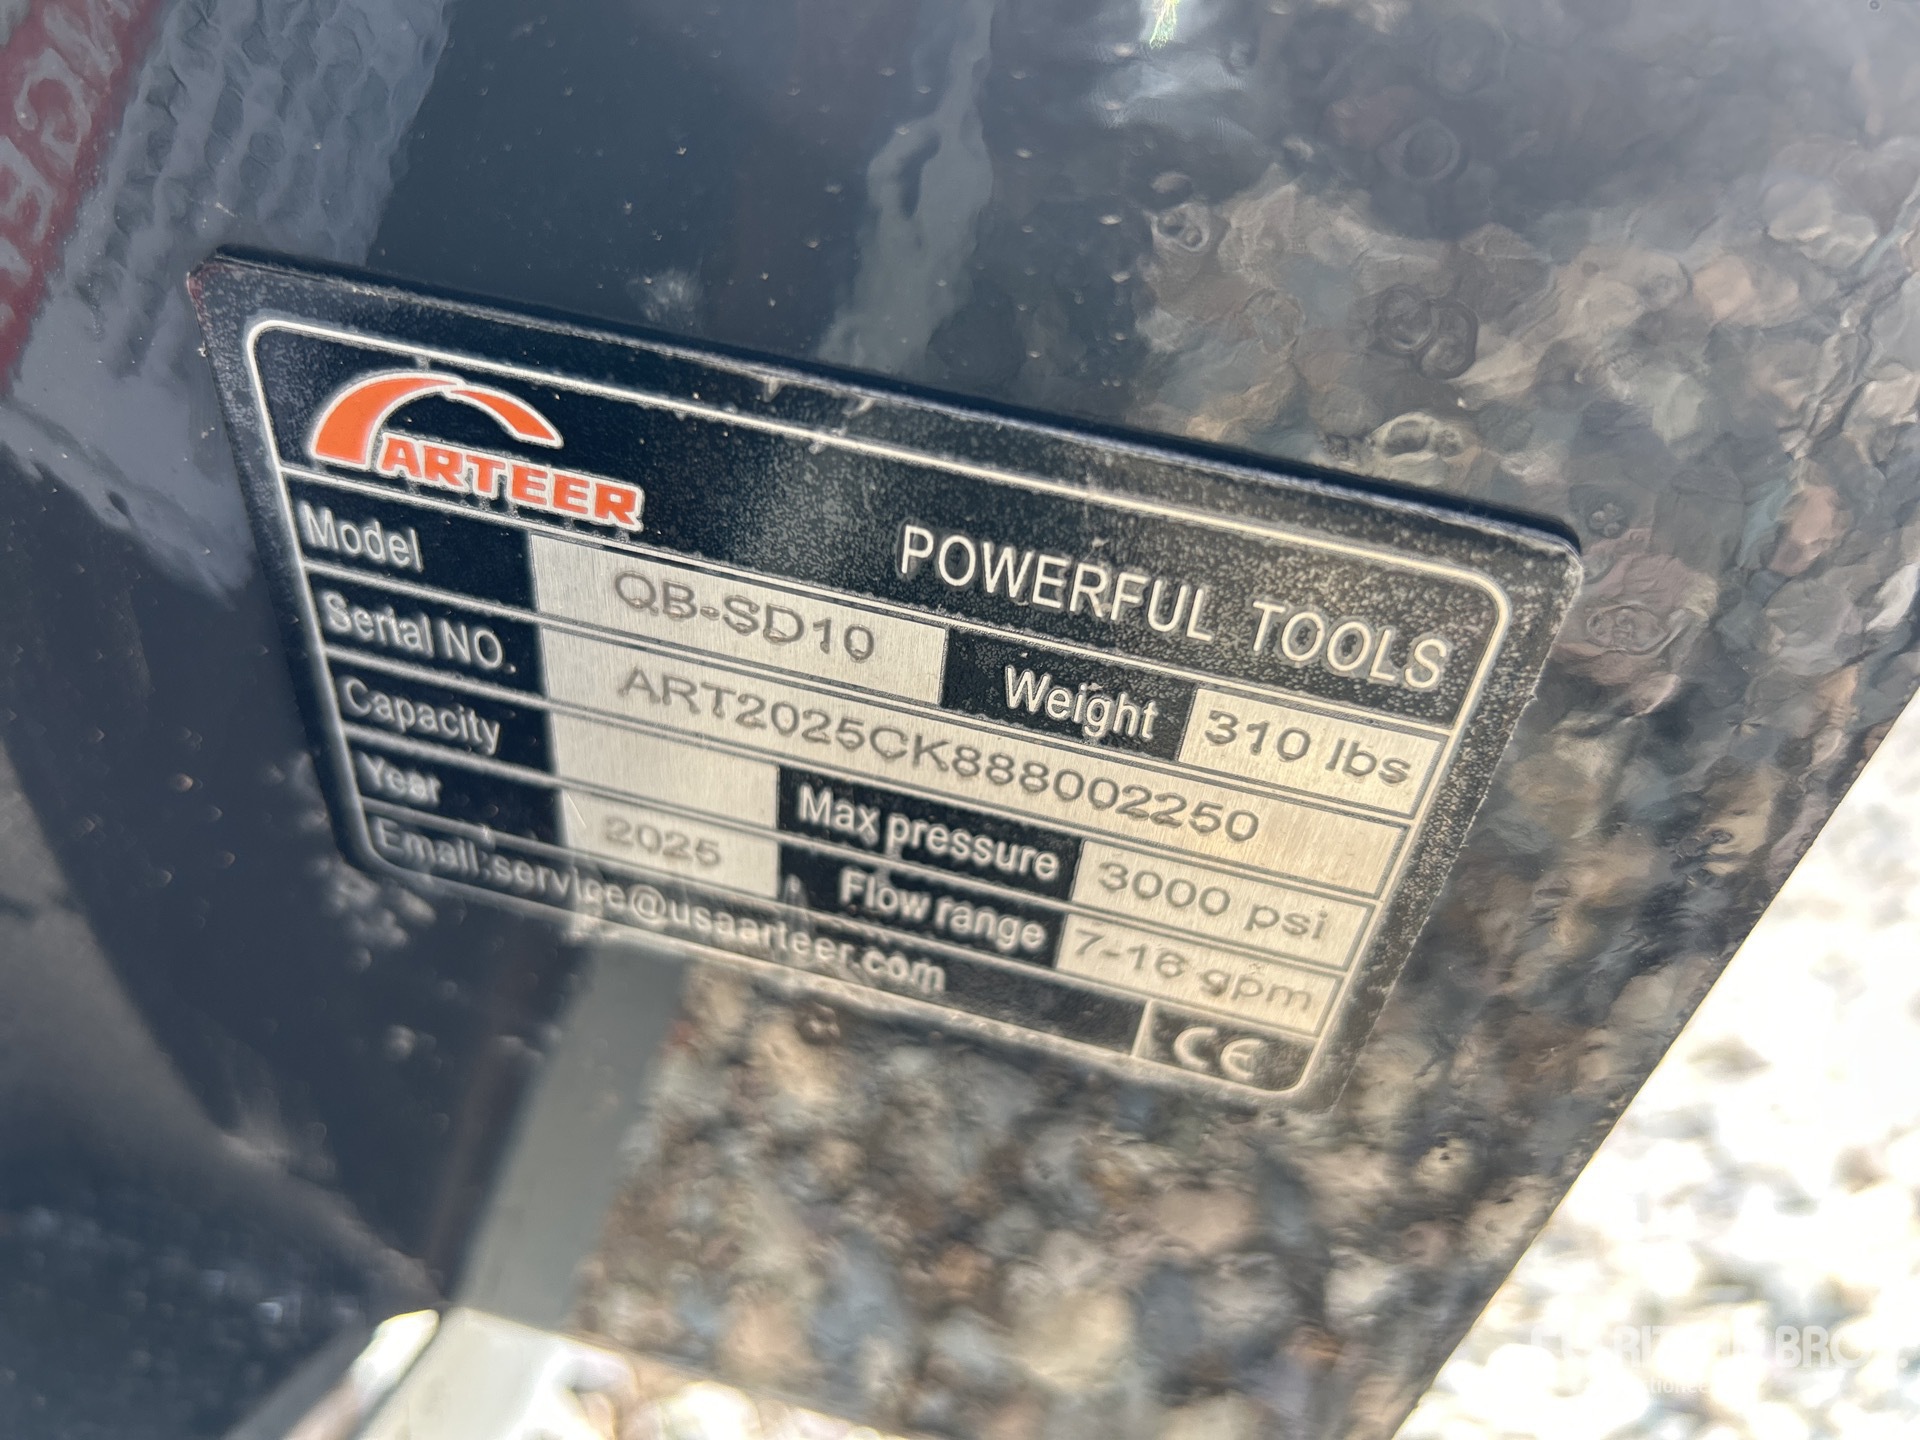 ARTEER
POWERFUL TOOLS
Model QB-SD10 Weight 310 lbs
Serial NO. ART2025CK888002250
Capacity Max pressure 3000 psi
Year 2025 Flow range 7-16 gpm
Email:service@usaarteer.com
CE